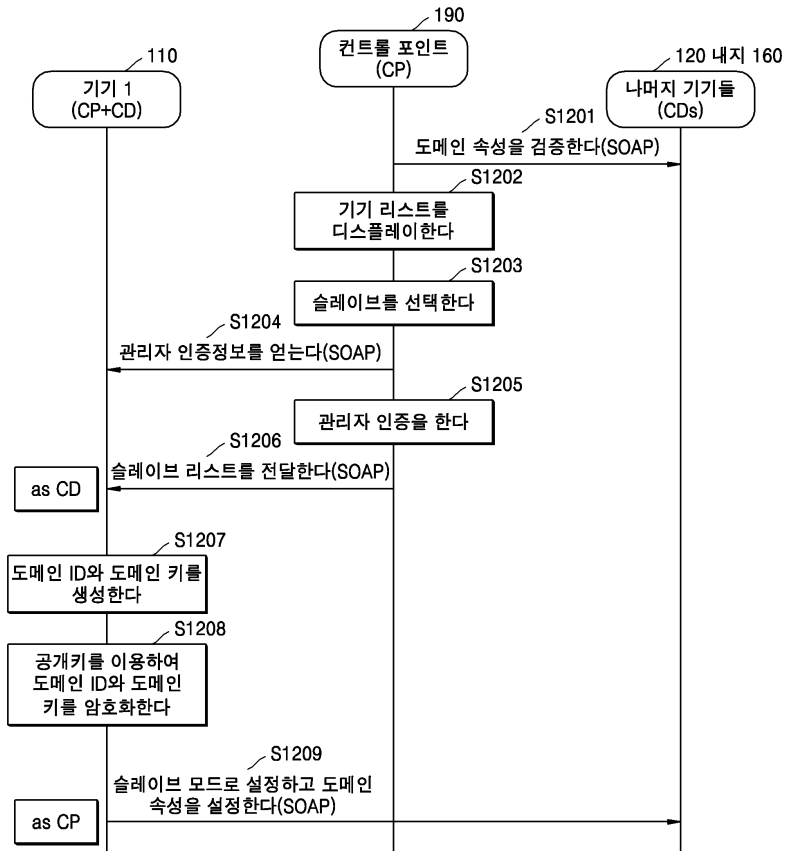 190
컨트롤 포인트
(CP)
110
기기 1
(CP+CD)
120 내지 160
나머지 기기들
(CDs)
S1201
도메인 속성을 검증한다(SOAP)
S1202
기기 리스트를
디스플레이한다
S1203
슬레이브를 선택한다
S1204
관리자 인증정보를 얻는다(SOAP)
S1205
관리자 인증을 한다
S1206
슬레이브 리스트를 전달한다(SOAP)
as CD
S1207
도메인 ID와 도메인 키를
생성한다
S1208
공개키를 이용하여
도메인 ID와 도메인
키를 암호화한다
S1209
슬레이브 모드로 설정하고 도메인
속성을 설정한다(SOAP)
as CP